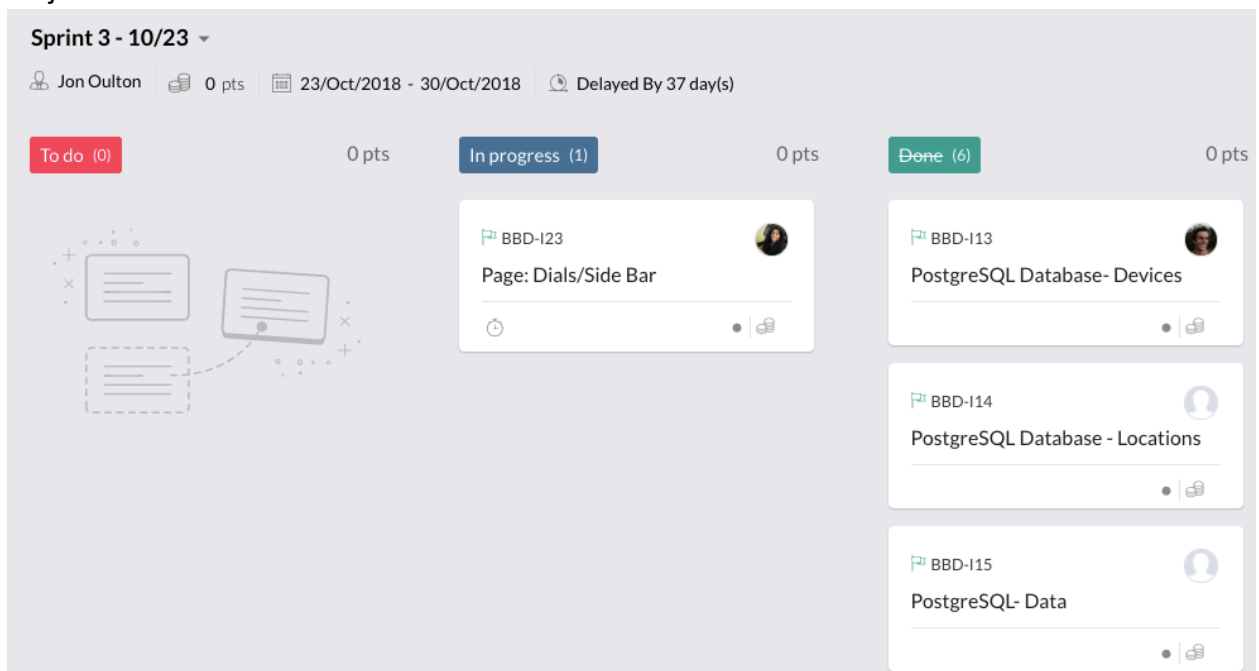 Sprint 3 - 10/23
Jon Oulton 0 pts 23/Oct/2018 - 30/Oct/2018 Delayed By 37 day(s)
To do (0) 0 pts
In progress (1) 0 pts
Done (6) 0 pts
BBD-I23
Page: Dials/Side Bar
BBD-I13
PostgreSQL Database- Devices
BBD-I14
PostgreSQL Database - Locations
BBD-I15
PostgreSQL- Data